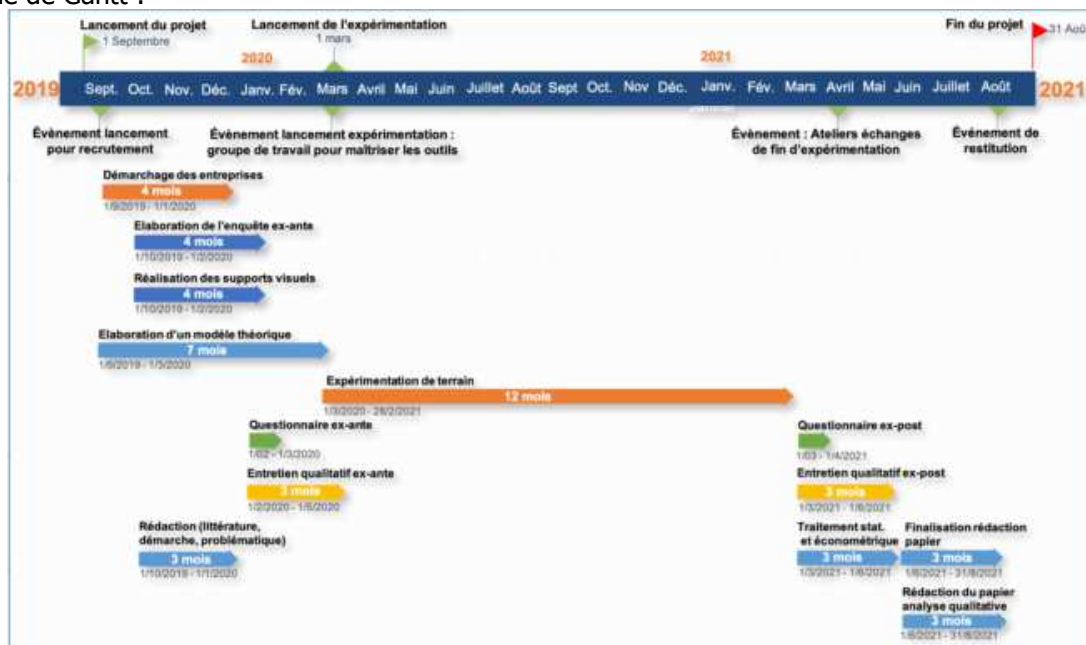 me de Gantt :
Lancement du projet
1 Septembre
Lancement de l'expérimentation
1 mars
Fin du projet
31 Aoû
2020
2021
2019 Sept. Oct. Nov. Déc. Janv. Fév. Mars Avril Mai Juin Juillet Août Sept Oct. Nov Déc. Janv. Fév. Mars Avril Mai Juin Juillet Août 2021
Évènement lancement
pour recrutement
Évènement lancement expérimentation :
groupe de travail pour maîtriser les outils
Évènement : Ateliers échanges
de fin d'expérimentation
Événement de
restitution
Démarchage des entreprises
4 mois
1/9/2019 - 1/1/2020
Elaboration de l'enquête ex-ante
4 mois
1/10/2019 - 1/2/2020
Réalisation des supports visuels
4 mois
1/10/2019 - 1/2/2020
Elaboration d'un modèle théorique
7 mois
- 1/3/2020
Expérimentation de terrain
12 mois
1/3/2020 - 28/2/2021
Questionnaire ex-ante
1/02 - 1/3/2020
Questionnaire ex-post
1/03 - 1/4/2021
Entretien qualitatif ex-ante
3 mois
1/2/2020 -
Entretien qualitatif ex-post
3 mois
1/3/2021 - 1/6/2021
Rédaction (littérature,
démarche, problématique)
3 mois
1/10/2019 - 1/1/2020
Traitement stat.
et économétrique
3 mois
1/3/2021 - 1/6/2021
Finalisation rédaction
papier
3 mois
1/6/2021 - 31/8/2021
Rédaction du papier
analyse qualitative
3 mois
1/6/2021 - 31/8/2021